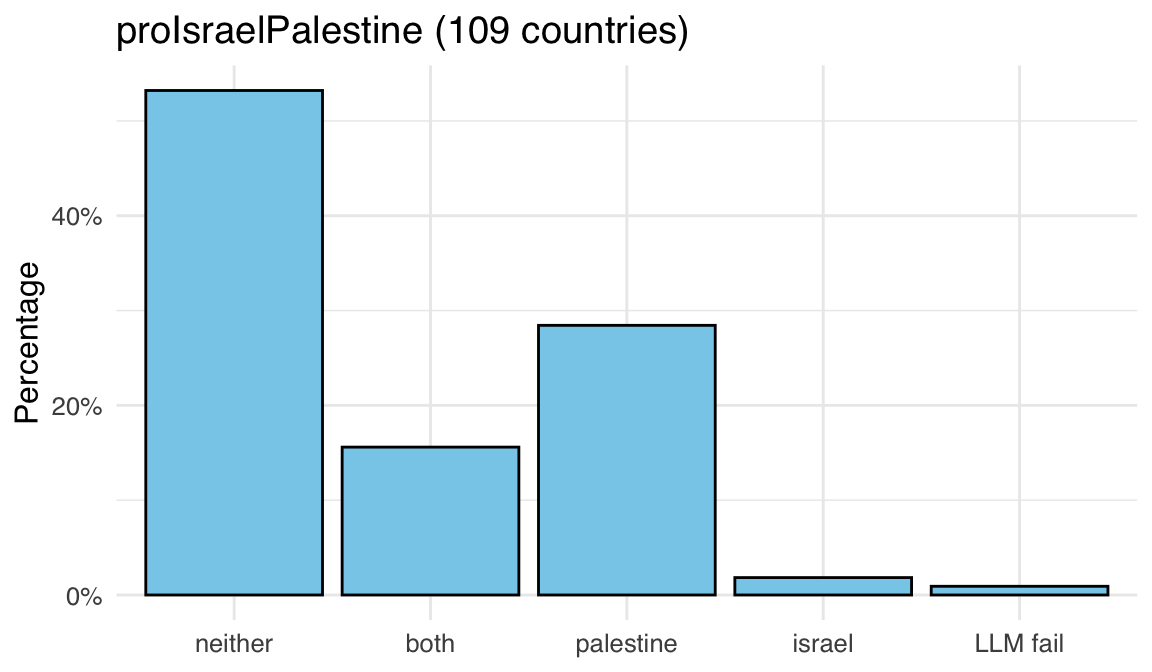 proIsraelPalestine (109 countries)
Percentage
40%
20%
0%
neither both palestine israel LLM fail